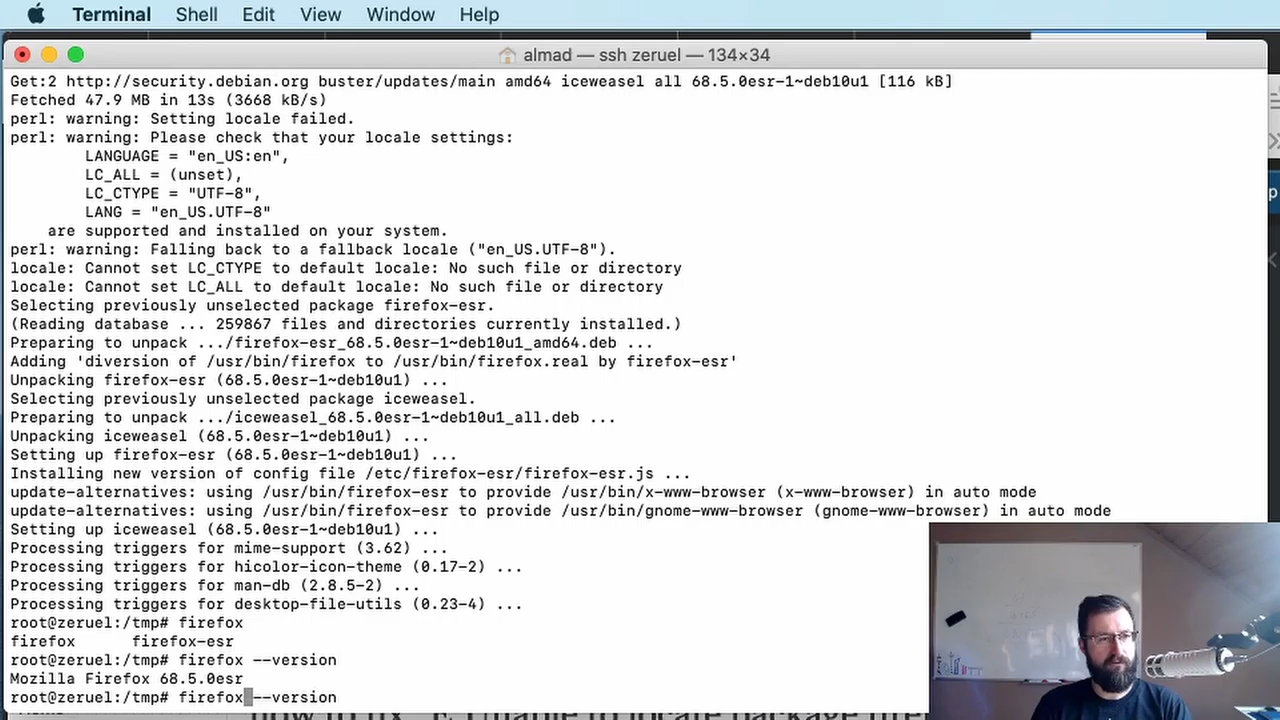 Terminal Shell Edit View Window Help
almad — ssh zeruel — 134×34
Get:2 http://security.debian.org buster/updates/main amd64 iceweasel all 68.5.0esr-1~deb10u1 [116 kB]
Fetched 47.9 MB in 13s (3668 kB/s)
perl: warning: Setting locale failed.
perl: warning: Please check that your locale settings:
LANGUAGE = "en_US:en",
LC_ALL = (unset),
LC_CTYPE = "UTF-8",
LANG = "en_US.UTF-8"
are supported and installed on your system.
perl: warning: Falling back to a fallback locale ("en_US.UTF-8").
locale: Cannot set LC_CTYPE to default locale: No such file or directory
locale: Cannot set LC_ALL to default locale: No such file or directory
Selecting previously unselected package firefox-esr.
(Reading database ... 259867 files and directories currently installed.)
Preparing to unpack .../firefox-esr_68.5.0esr-1~deb10u1_amd64.deb ...
Adding 'diversion of /usr/bin/firefox to /usr/bin/firefox.real by firefox-esr'
Unpacking firefox-esr (68.5.0esr-1~deb10u1) ...
Selecting previously unselected package iceweasel.
Preparing to unpack .../iceweasel_68.5.0esr-1~deb10u1_all.deb ...
Unpacking iceweasel (68.5.0esr-1~deb10u1) ...
Setting up firefox-esr (68.5.0esr-1~deb10u1) ...
Installing new version of config file /etc/firefox-esr/firefox-esr.js ...
update-alternatives: using /usr/bin/firefox-esr to provide /usr/bin/x-www-browser (x-www-browser) in auto mode
update-alternatives: using /usr/bin/firefox-esr to provide /usr/bin/gnome-www-browser (gnome-www-browser) in auto mode
Setting up iceweasel (68.5.0esr-1~deb10u1) ...
Processing triggers for mime-support (3.62) ...
Processing triggers for hicolor-icon-theme (0.17-2) ...
Processing triggers for man-db (2.8.5-2) ...
Processing triggers for desktop-file-utils (0.23-4) ...
root@zeruel:/tmp# firefox
firefox firefox-esr
root@zeruel:/tmp# firefox --version
Mozilla Firefox 68.5.0esr
root@zeruel:/tmp# firefox --version